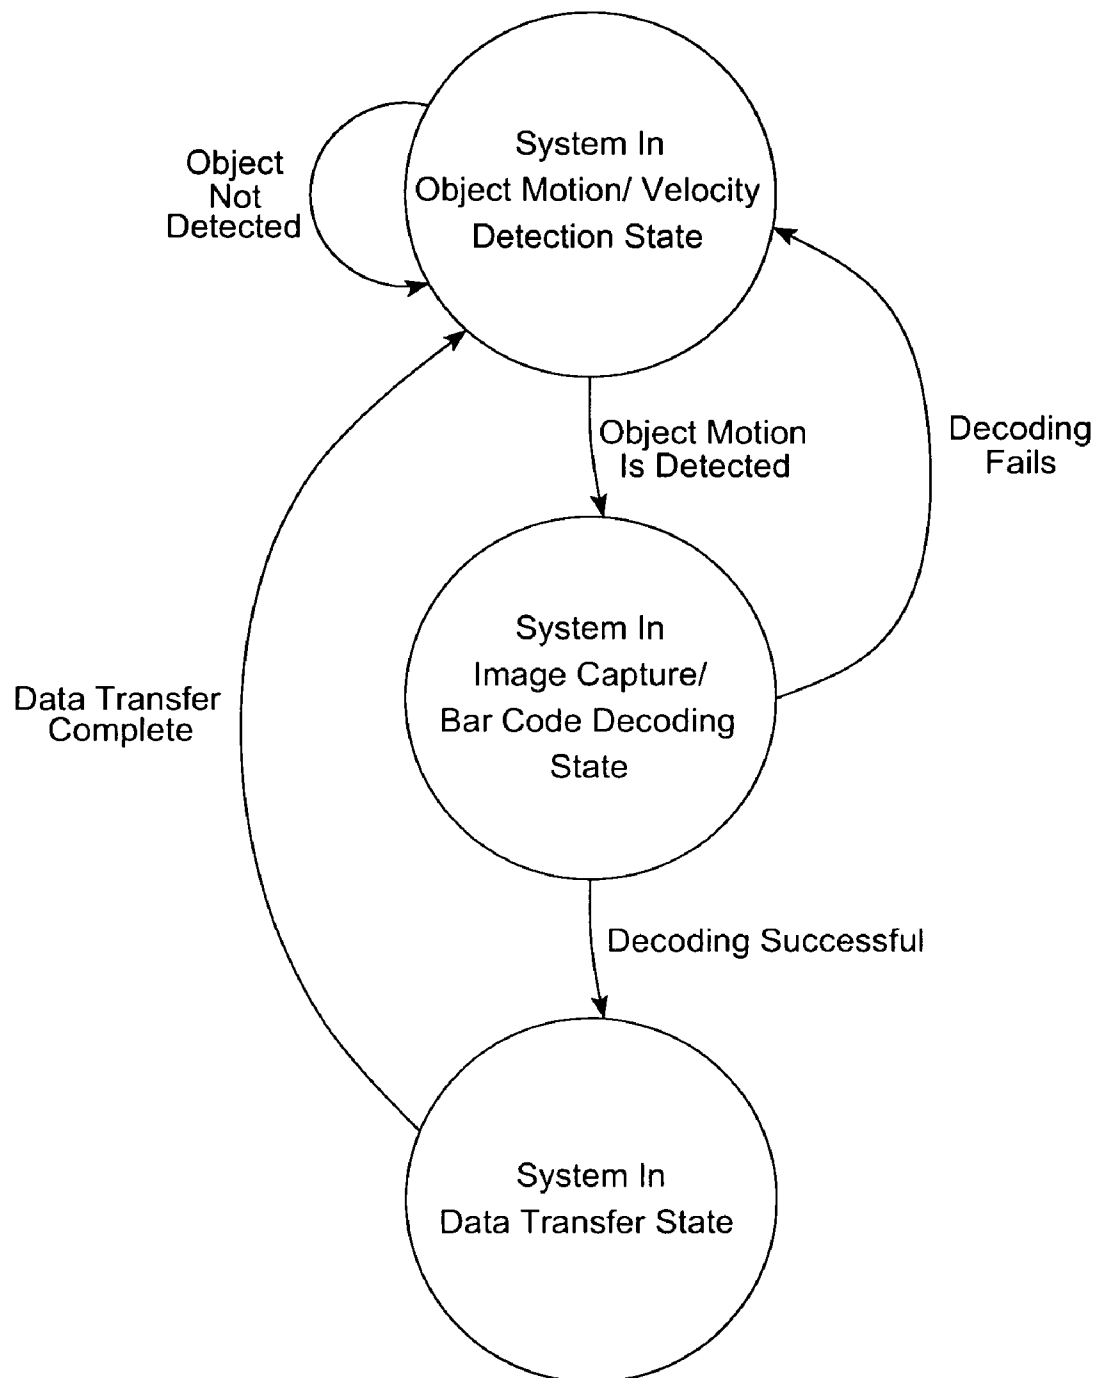 System In
Object Motion/ Velocity
Detection State
Object
Not
Detected
Object Motion
Is Detected
Decoding
Fails
System In
Image Capture/
Bar Code Decoding
State
Data Transfer
Complete
Decoding Successful
System In
Data Transfer State